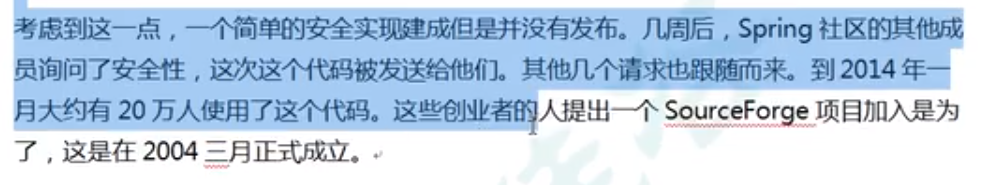 考虑到这一点，一个简单的安全实现建成但是并没有发布。几周后，Spring 社区的其他成
员询问了安全性，这次这个代码被发送给他们。其他几个请求也跟随而来。到 2014 年一
月大约有 20 万人使用了这个代码。这些创业者的人提出一个 SourceForge 项目加入是为
了，这是在 2004 三月正式成立。